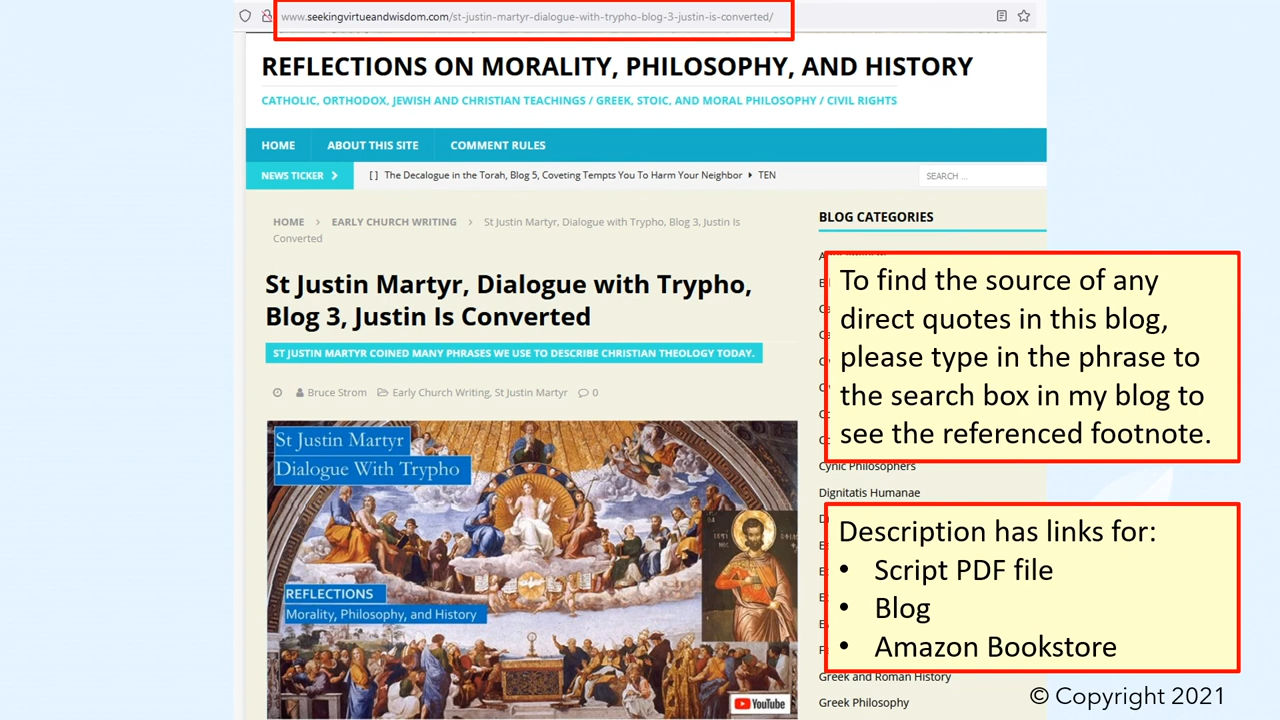 www.seekingvirtueandwisdom.com/st-justin-martyr-dialogue-with-trypho-blog-3-justin-is-converted/
REFLECTIONS ON MORALITY, PHILOSOPHY, AND HISTORY
CATHOLIC, ORTHODOX, JEWISH AND CHRISTIAN TEACHINGS / GREEK, STOIC, AND MORAL PHILOSOPHY / CIVIL RIGHTS
HOME ABOUT THIS SITE COMMENT RULES
NEWS TICKER [ ] The Decalogue in the Torah, Blog 5, Coveting Tempts You To Harm Your Neighbor TEN SEARCH ...
HOME > EARLY CHURCH WRITING > St Justin Martyr, Dialogue with Trypho, Blog 3, Justin Is
Converted
St Justin Martyr, Dialogue with Trypho,
Blog 3, Justin Is Converted
ST JUSTIN MARTYR COINED MANY PHRASES WE USE TO DESCRIBE CHRISTIAN THEOLOGY TODAY.
Bruce Strom Early Church Writing, St Justin Martyr 0
St Justin Martyr
Dialogue With Trypho
REFLECTIONS
Morality, Philosophy, and History
YouTube
BLOG CATEGORIES
To find the source of any
direct quotes in this blog,
please type in the phrase to
the search box in my blog to
see the referenced footnote.
Cynic Philosophers
Dignitatis Humanae
Description has links for:
• Script PDF file
• Blog
• Amazon Bookstore
Greek and Roman History
Greek Philosophy
© Copyright 2021